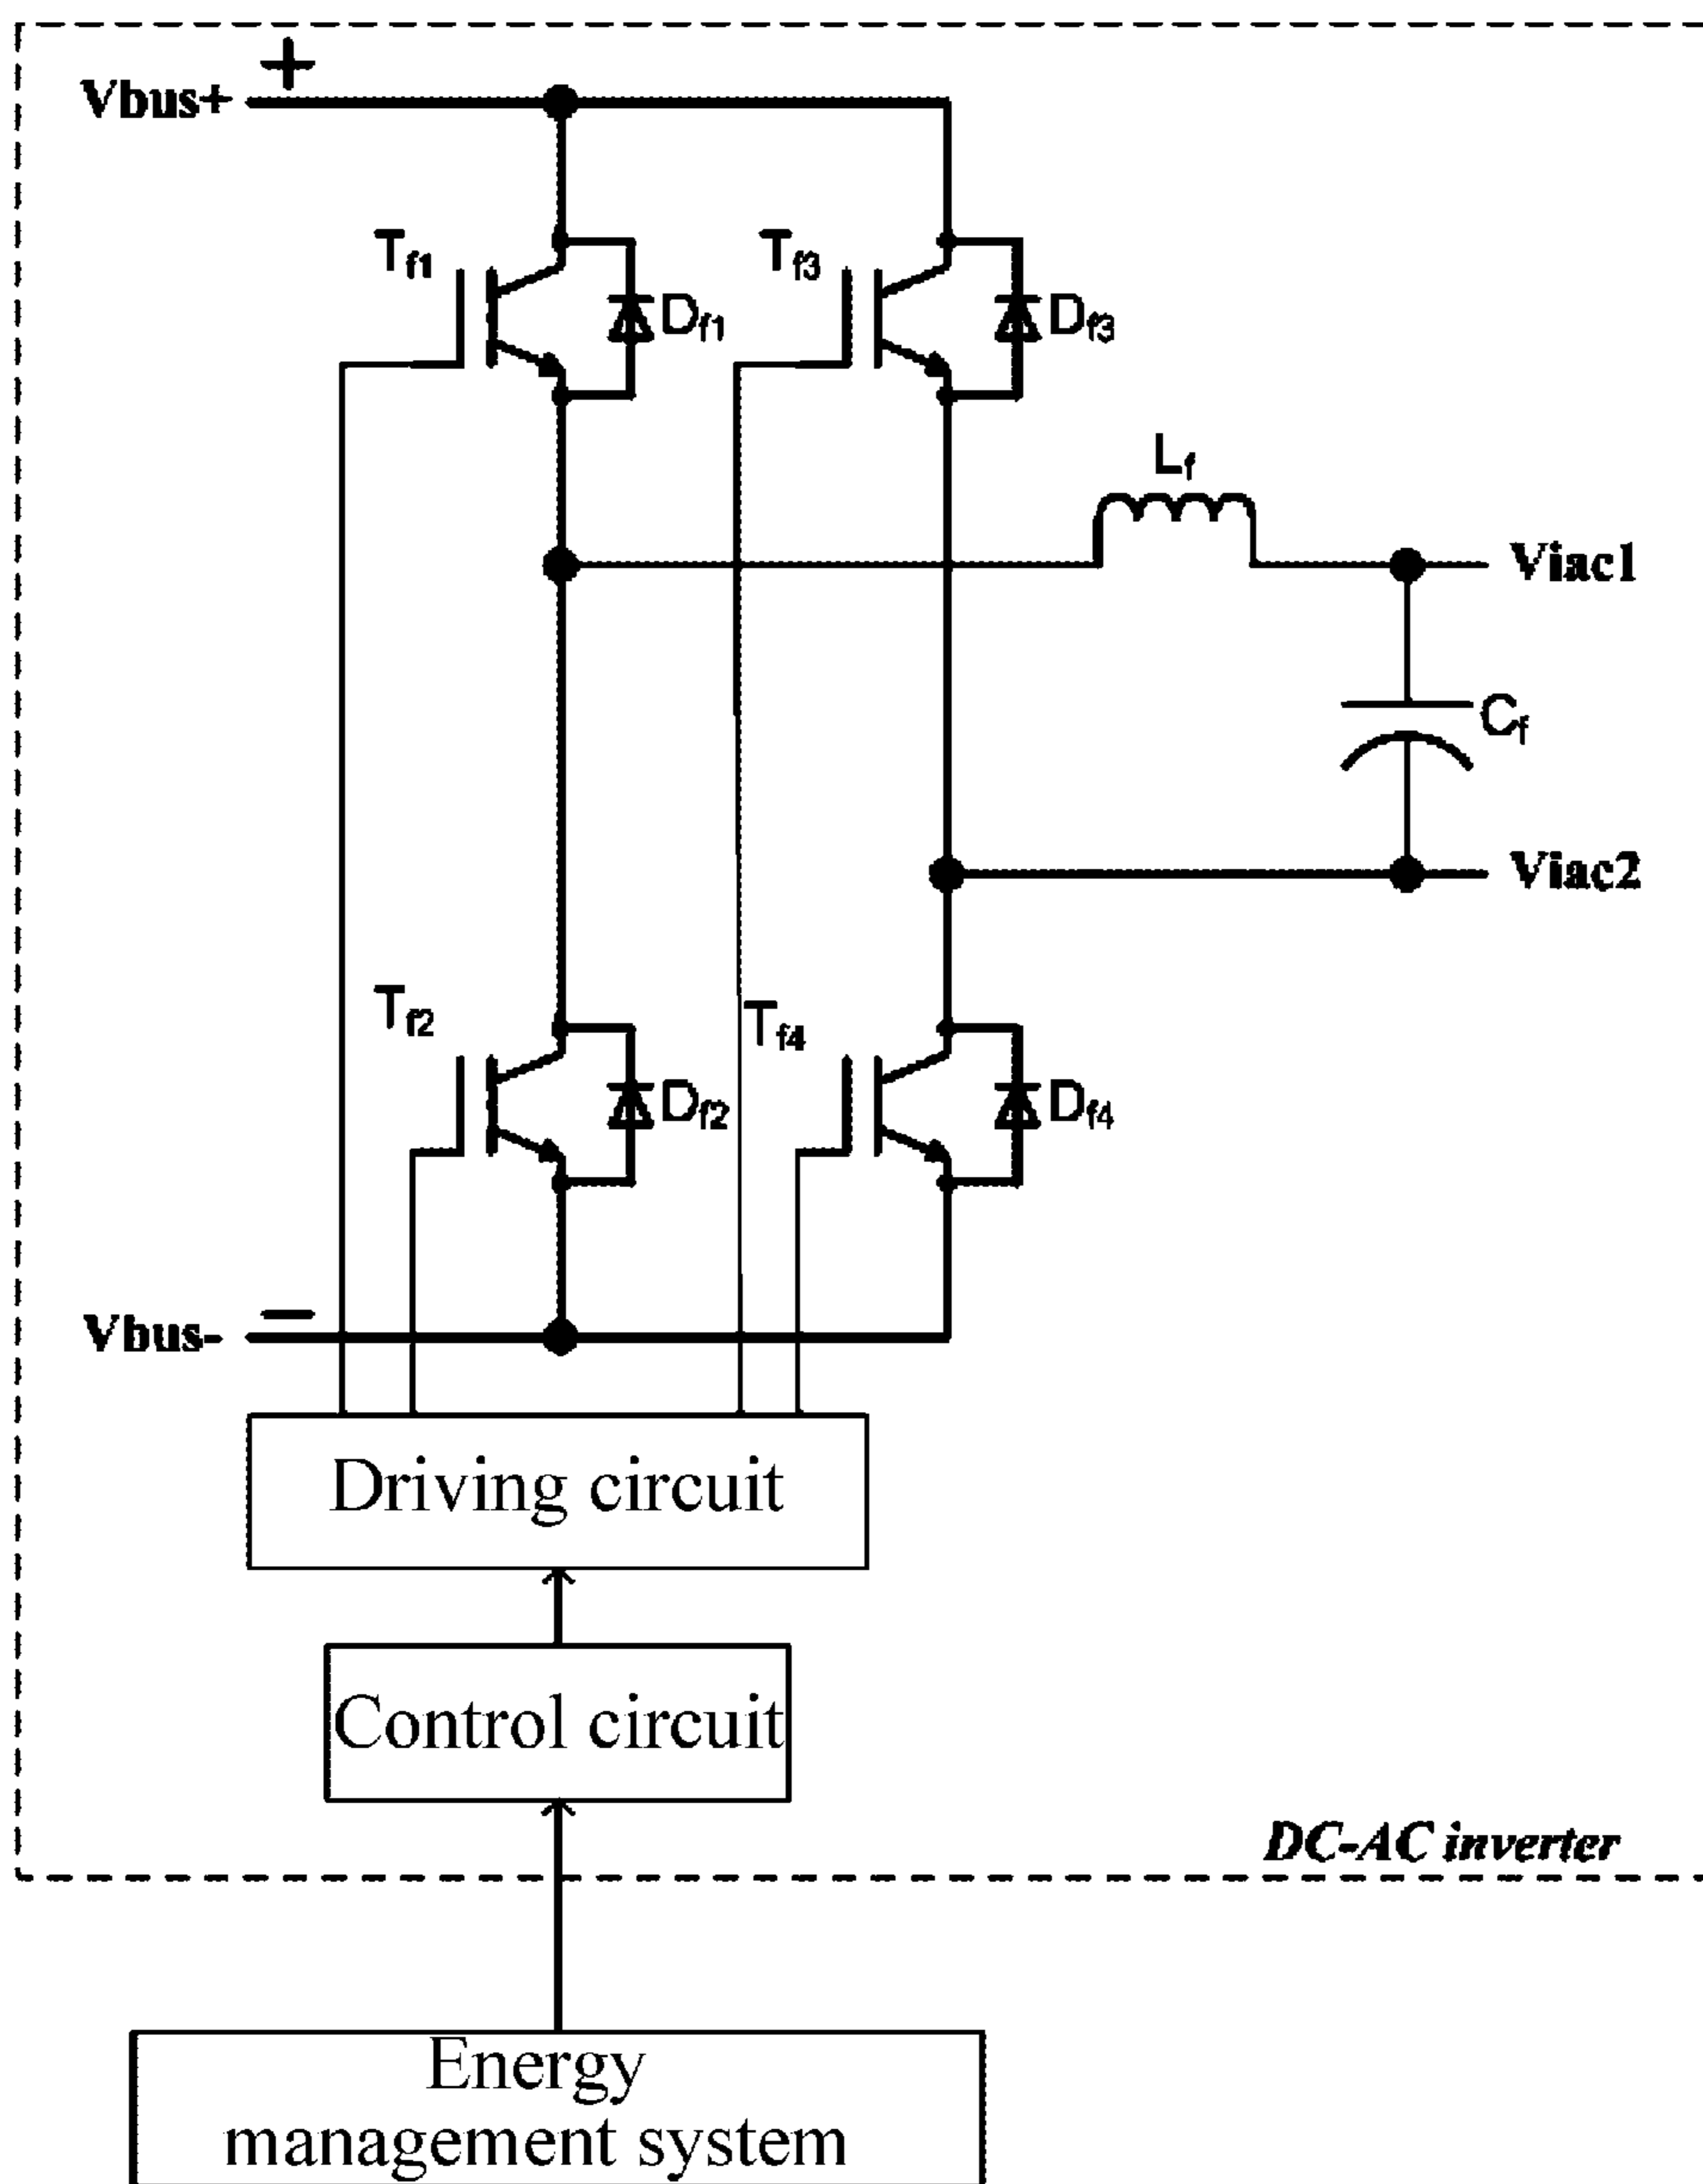 +
Vbus+
Tf1
Df1
Tf3
Df3
Lf
Viac1
Cf
Viac2
Tf2
Df2
Tf4
Df4
Vbus-
−
Driving circuit
Control circuit
DC-AC inverter
Energy
management system